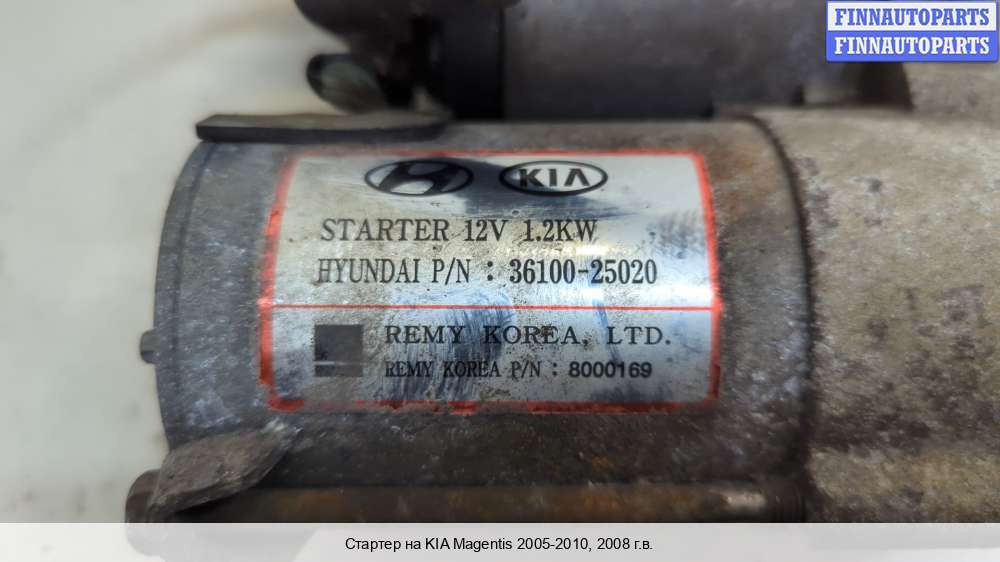 FINNAUTOPARTS
FINNAUTOPARTS
KIA
STARTER 12V 1.2KW
HYUNDAI P/N : 36100-25020
REMY KOREA, LTD.
REMY KOREA P/N : 8000169
Стартер на KIA Magentis 2005-2010, 2008 г.в.